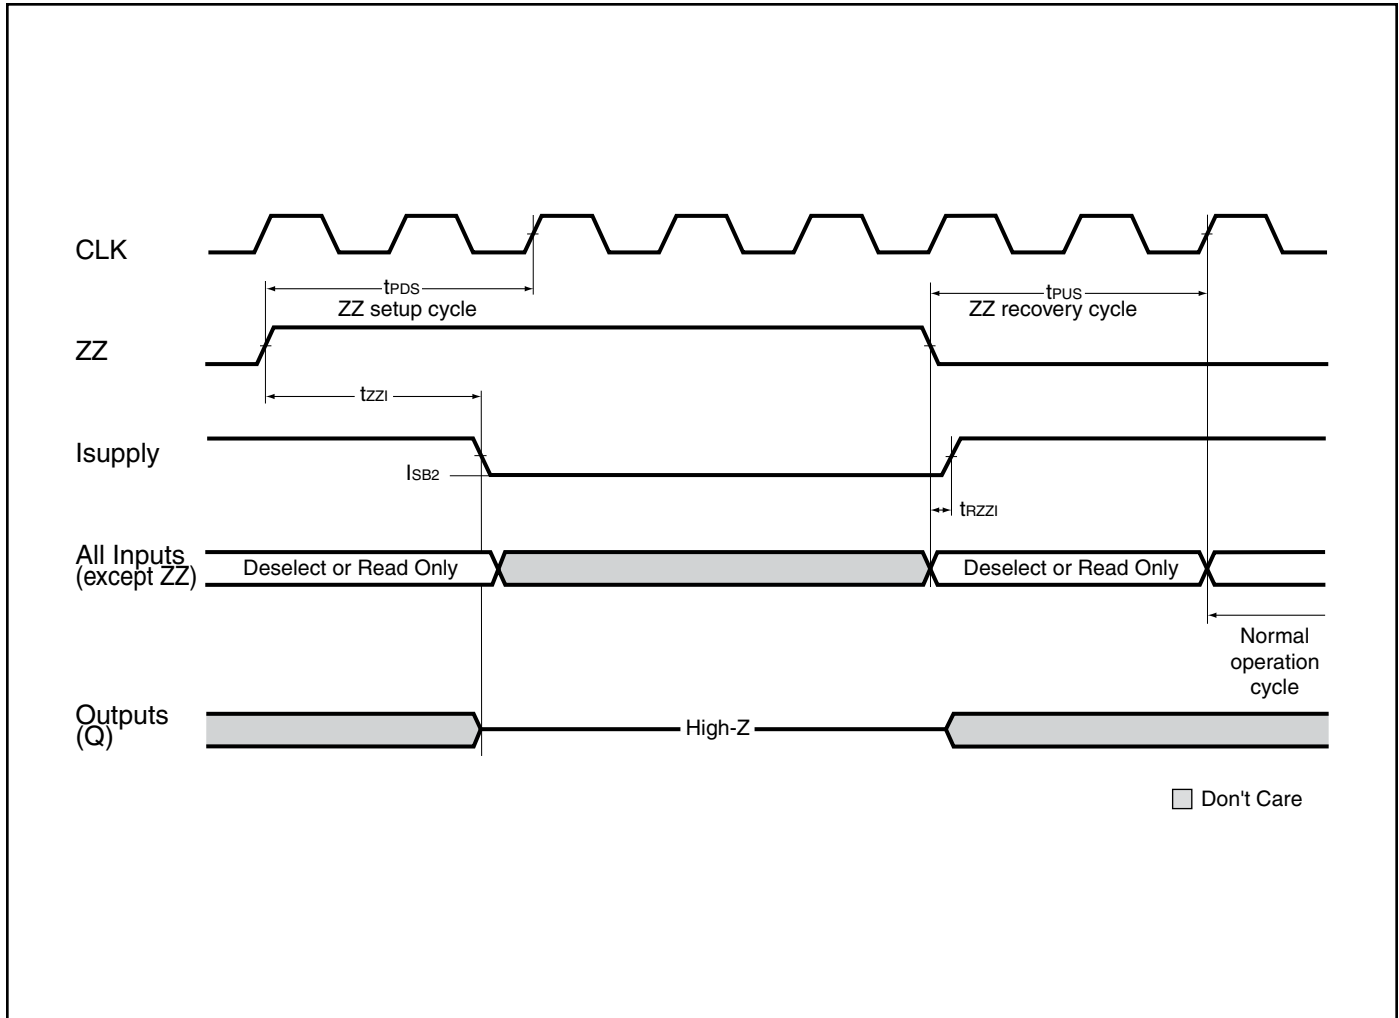 CLK
tPDS
ZZ setup cycle
tPUS
ZZ recovery cycle
ZZ
tZZI
Isupply
ISB2
tRZZI
All Inputs
(except ZZ)
Deselect or Read Only
Deselect or Read Only
Normal
operation
cycle
Outputs
(Q)
High-Z
Don't Care